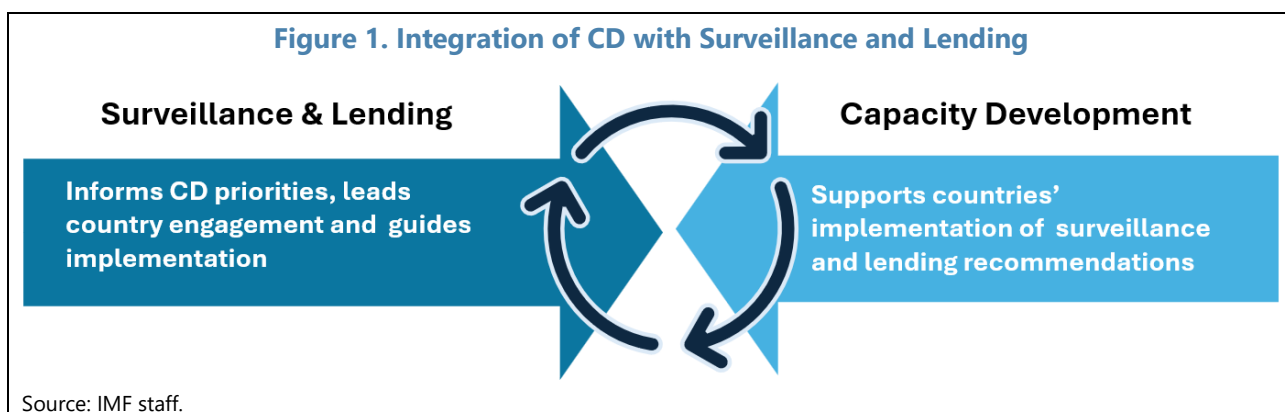 Figure 1. Integration of CD with Surveillance and Lending
Surveillance & Lending
Informs CD priorities, leads
country engagement and guides
implementation
Capacity Development
Supports countries'
implementation of surveillance
and lending recommendations
Source: IMF staff.